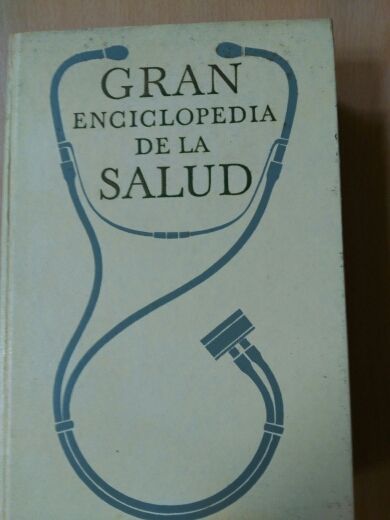 GRAN
ENCICLOPEDIA
DE LA
SALUD